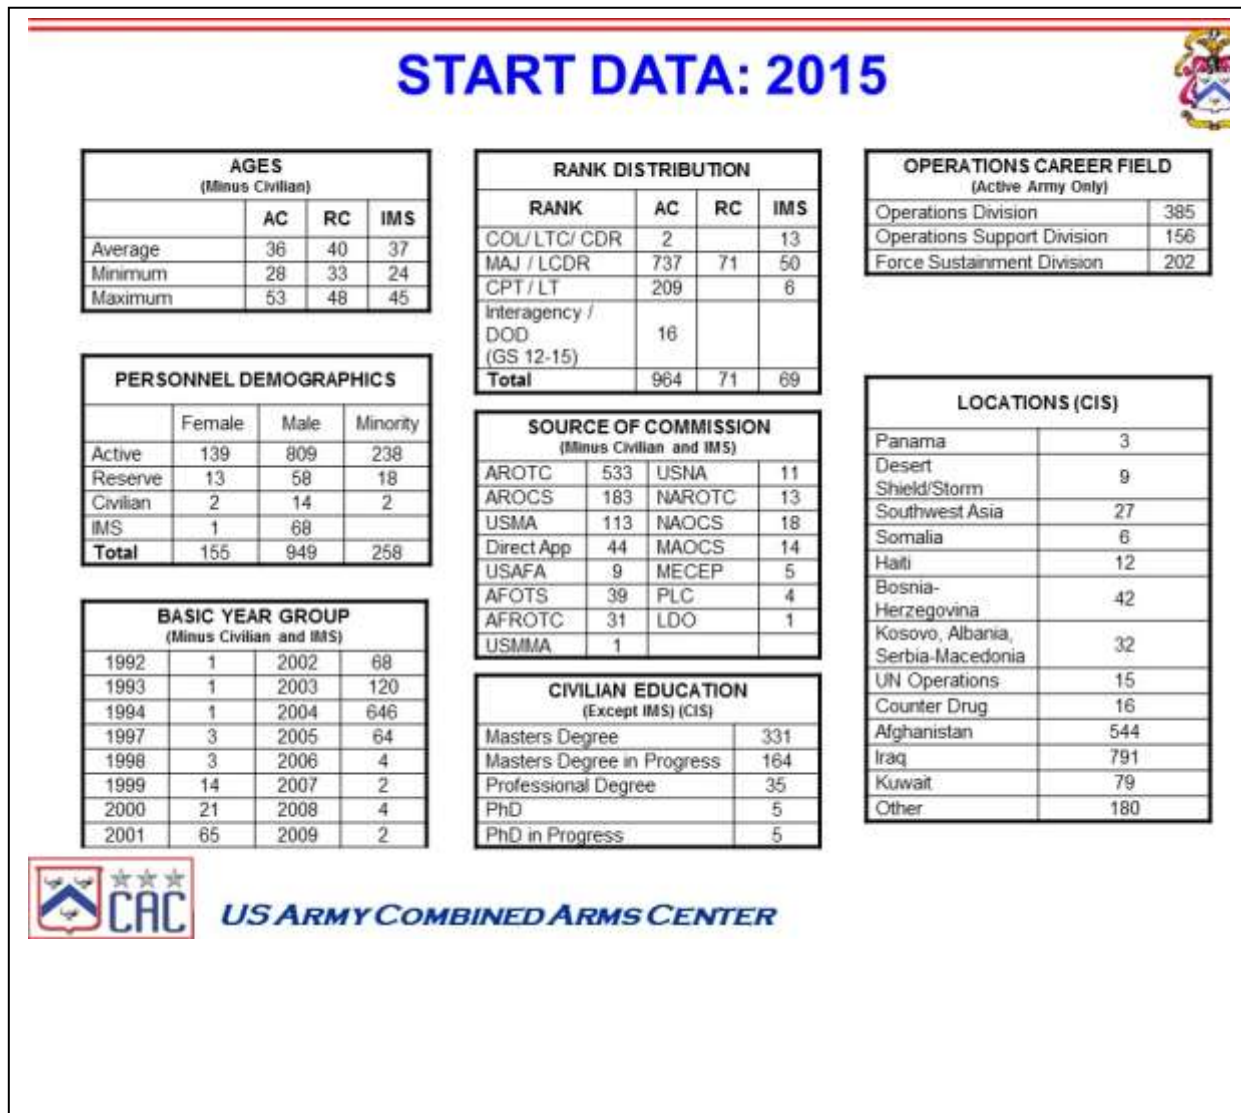 START DATA: 2015
AGES
(Minus Civilian)
AC RC IMS
Average 36 40 37
Minimum 28 33 24
Maximum 53 48 45
PERSONNEL DEMOGRAPHICS
Female Male Minority
Active 139 809 238
Reserve 13 58 18
Civilian 2 14 2
IMS 1 68
Total 155 949 258
BASIC YEAR GROUP
(Minus Civilian and IMS)
1992 1 2002 68
1993 1 2003 120
1994 1 2004 646
1997 3 2005 64
1998 3 2006 4
1999 14 2007 2
2000 21 2008 4
2001 65 2009 2
RANK DISTRIBUTION
RANK AC RC IMS
COL/ LTC/ CDR 2 13
MAJ / LCDR 737 71 50
CPT / LT 209 6
Interagency /
DOD 16
(GS 12-15)
Total 964 71 69
SOURCE OF COMMISSION
(Minus Civilian and IMS)
AROTC 533 USNA 11
AROCS 183 NAROTC 13
USMA 113 NAOCS 18
Direct App 44 MAOCS 14
USAFA 9 MECEP 5
AFOTS 39 PLC 4
AFROTC 31 LDO 1
USMMA 1
CIVILIAN EDUCATION
(Except IMS) (CIS)
Masters Degree 331
Masters Degree in Progress 164
Professional Degree 35
PhD 5
PhD in Progress 5
OPERATIONS CAREER FIELD
(Active Army Only)
Operations Division 385
Operations Support Division 156
Force Sustainment Division 202
LOCATIONS (CIS)
Panama 3
Desert
Shield/Storm 9
Southwest Asia 27
Somalia 6
Haiti 12
Bosnia-
Herzegovina 42
Kosovo, Albania,
Serbia-Macedonia 32
UN Operations 15
Counter Drug 16
Afghanistan 544
Iraq 791
Kuwait 79
Other 180
CAC
US ARMY COMBINED ARMS CENTER